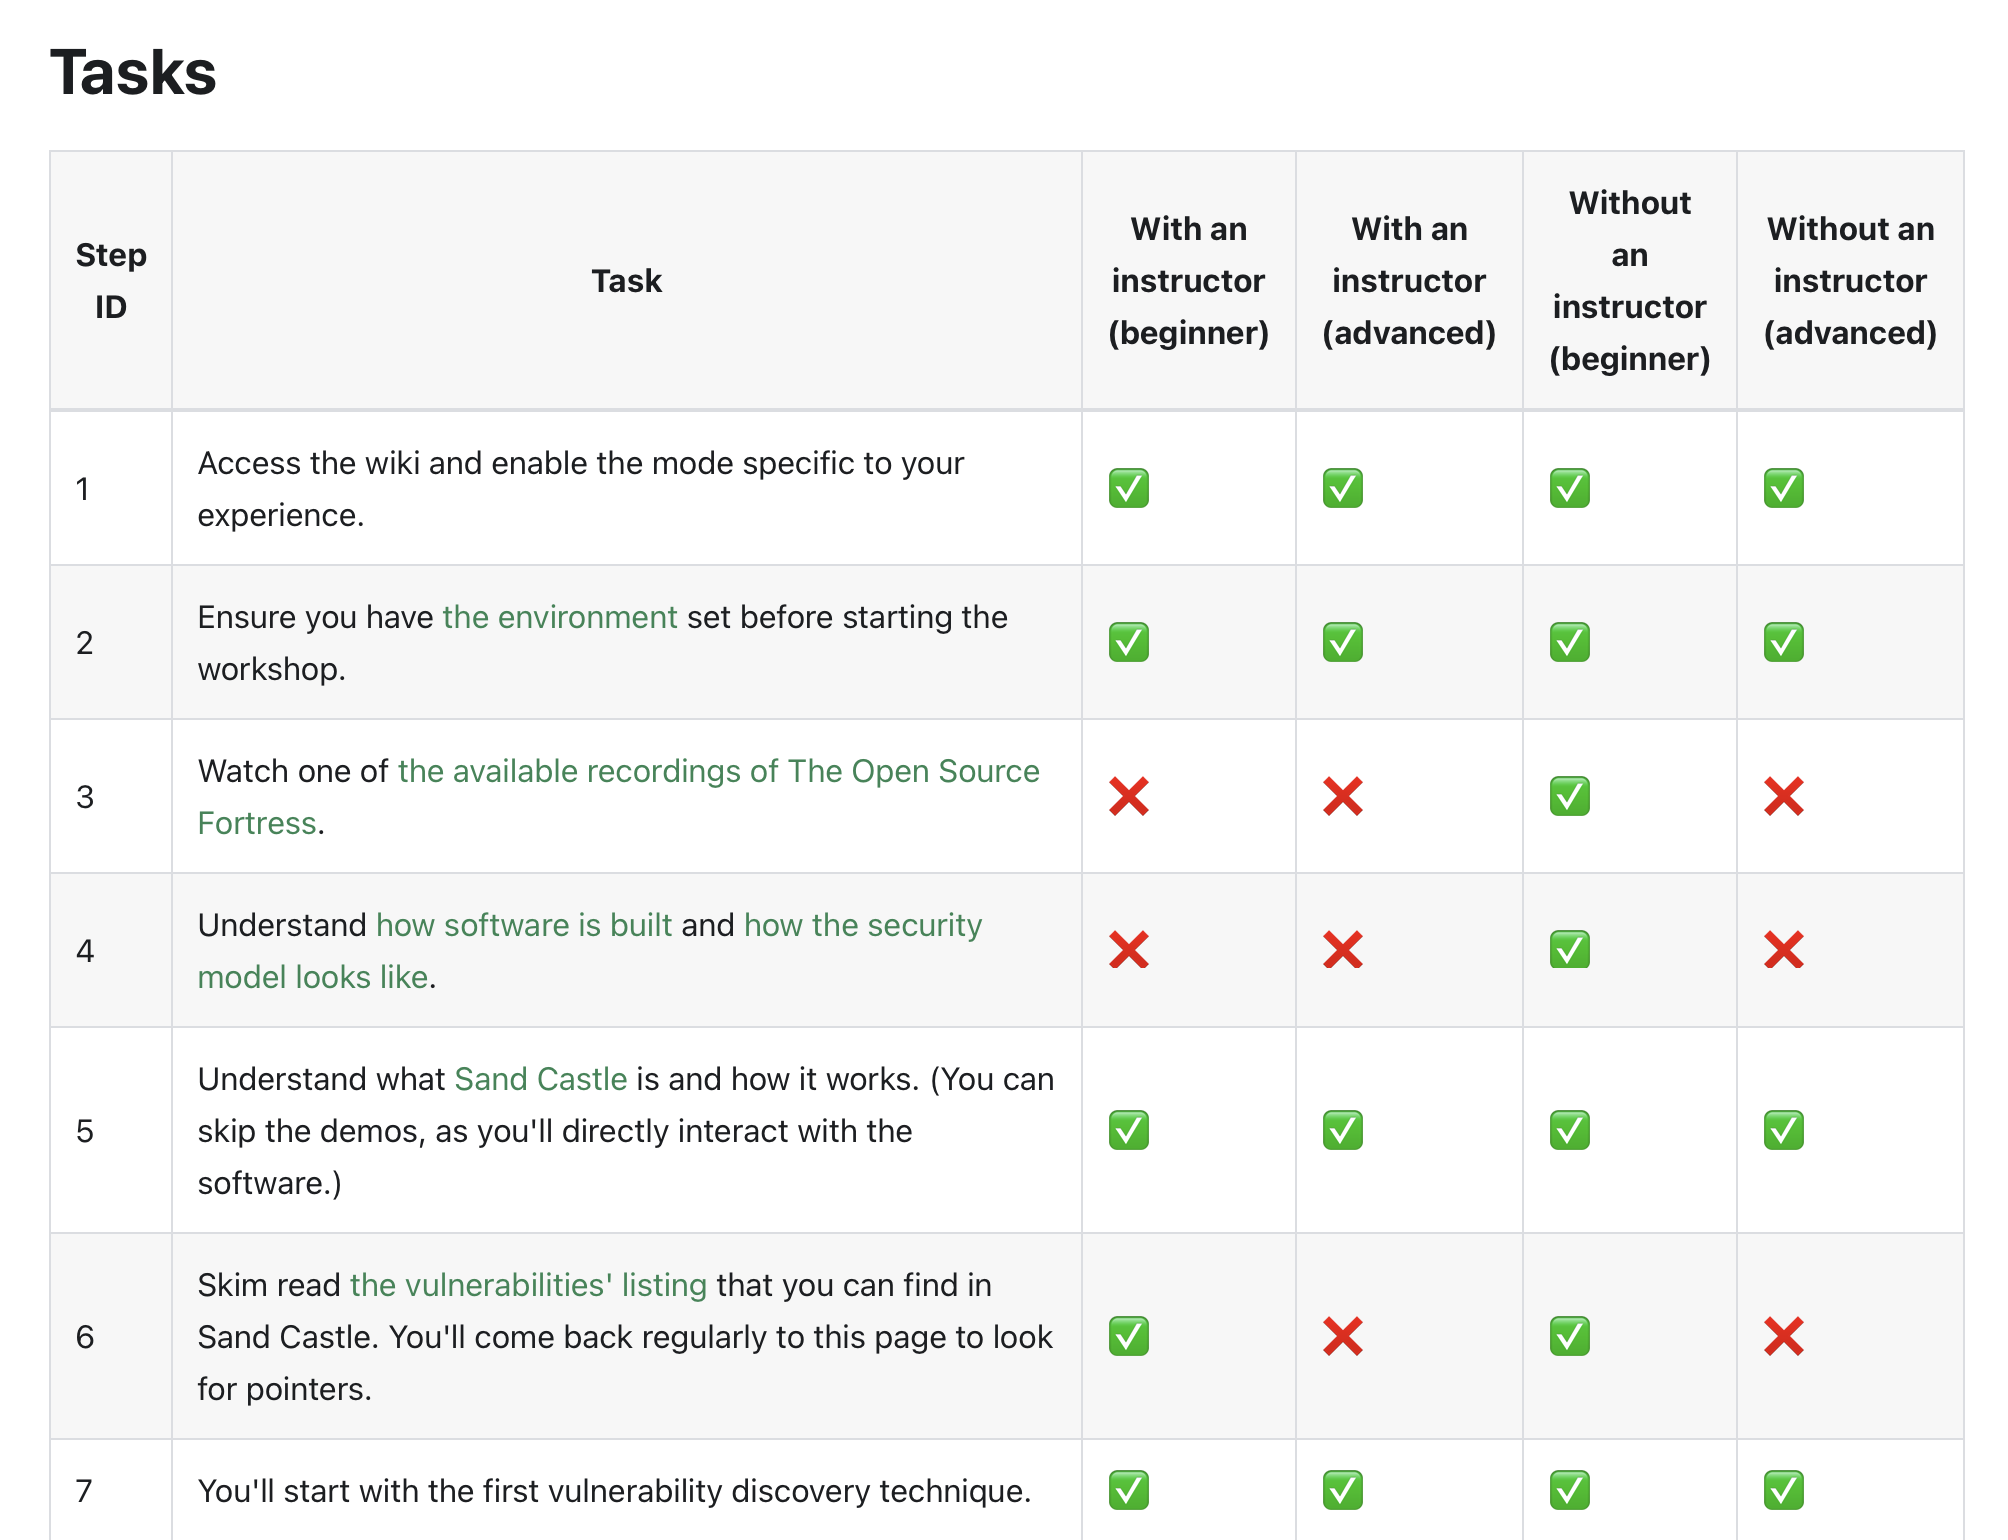 Tasks
Step
ID
Task
With an
instructor
(beginner)
With an
instructor
(advanced)
Without
an
instructor
(beginner)
Without an
instructor
(advanced)
1
Access the wiki and enable the mode specific to your
experience.
2
Ensure you have the environment set before starting the
workshop.
3
Watch one of the available recordings of The Open Source
Fortress.
4
Understand how software is built and how the security
model looks like.
5
Understand what Sand Castle is and how it works. (You can
skip the demos, as you'll directly interact with the
software.)
6
Skim read the vulnerabilities' listing that you can find in
Sand Castle. You'll come back regularly to this page to look
for pointers.
7
You'll start with the first vulnerability discovery technique.